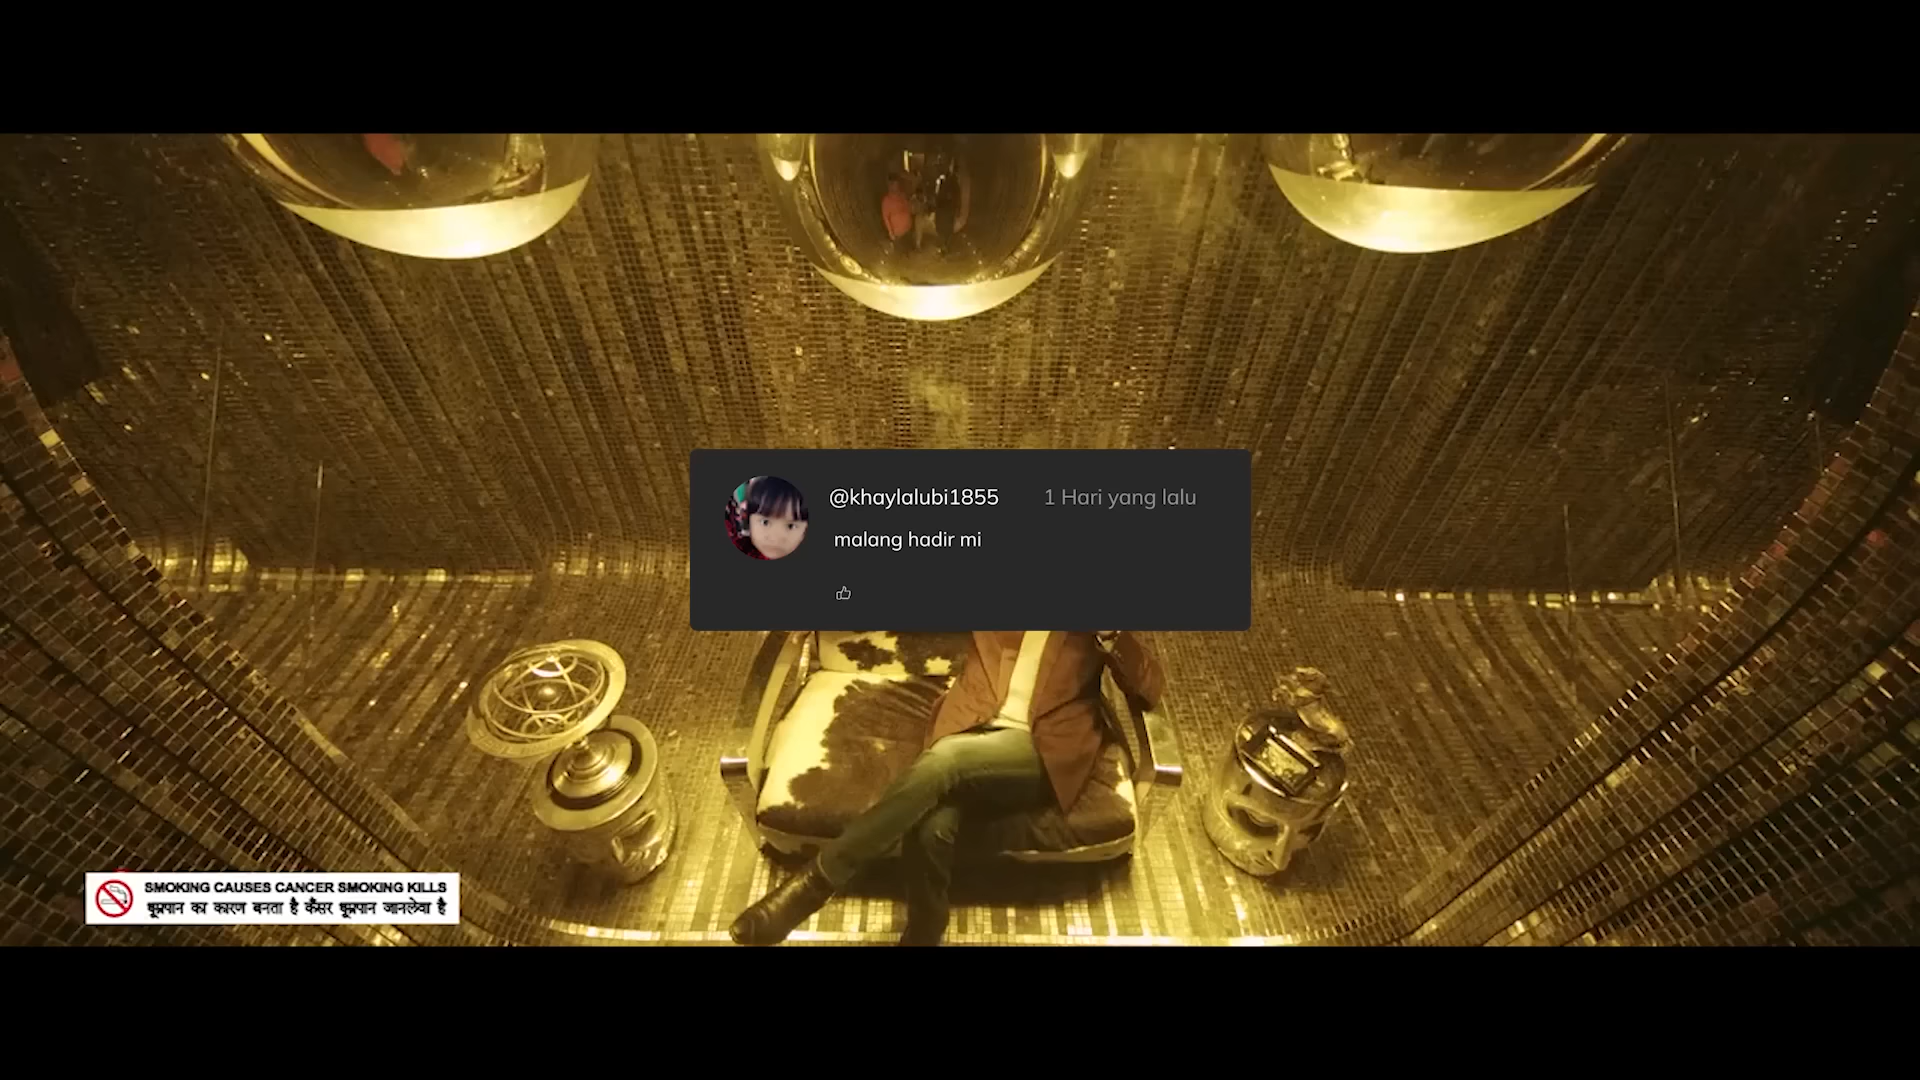 @khaylalubi1855 1 Hari yang lalu
malang hadir mi
SMOKING CAUSES CANCER SMOKING KILLS
धूम्रपान का कारण बनता है कैंसर धूम्रपान जानलेवा है